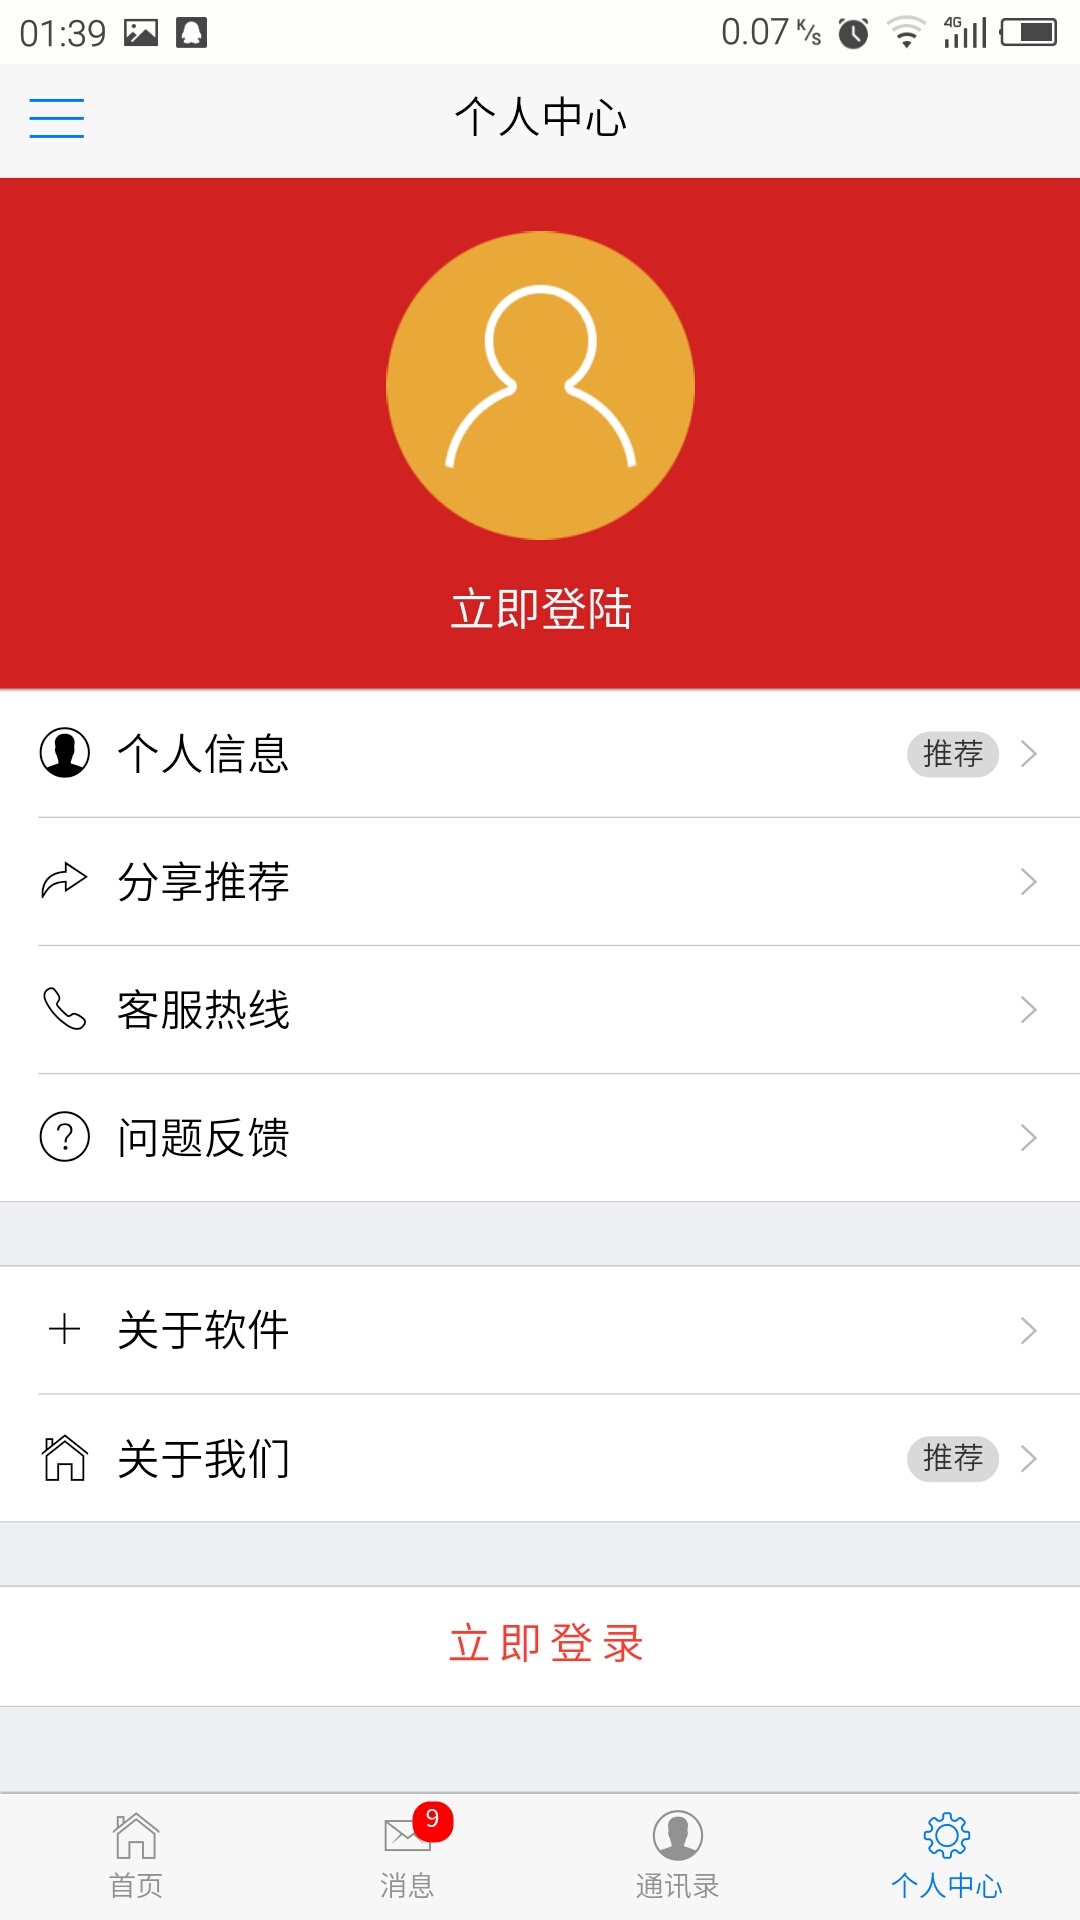 01:39 0.07 K/s 4G
个人中心
立即登陆
个人信息 推荐
分享推荐
客服热线
问题反馈
关于软件
关于我们 推荐
立即登录
9
首页 消息 通讯录 个人中心